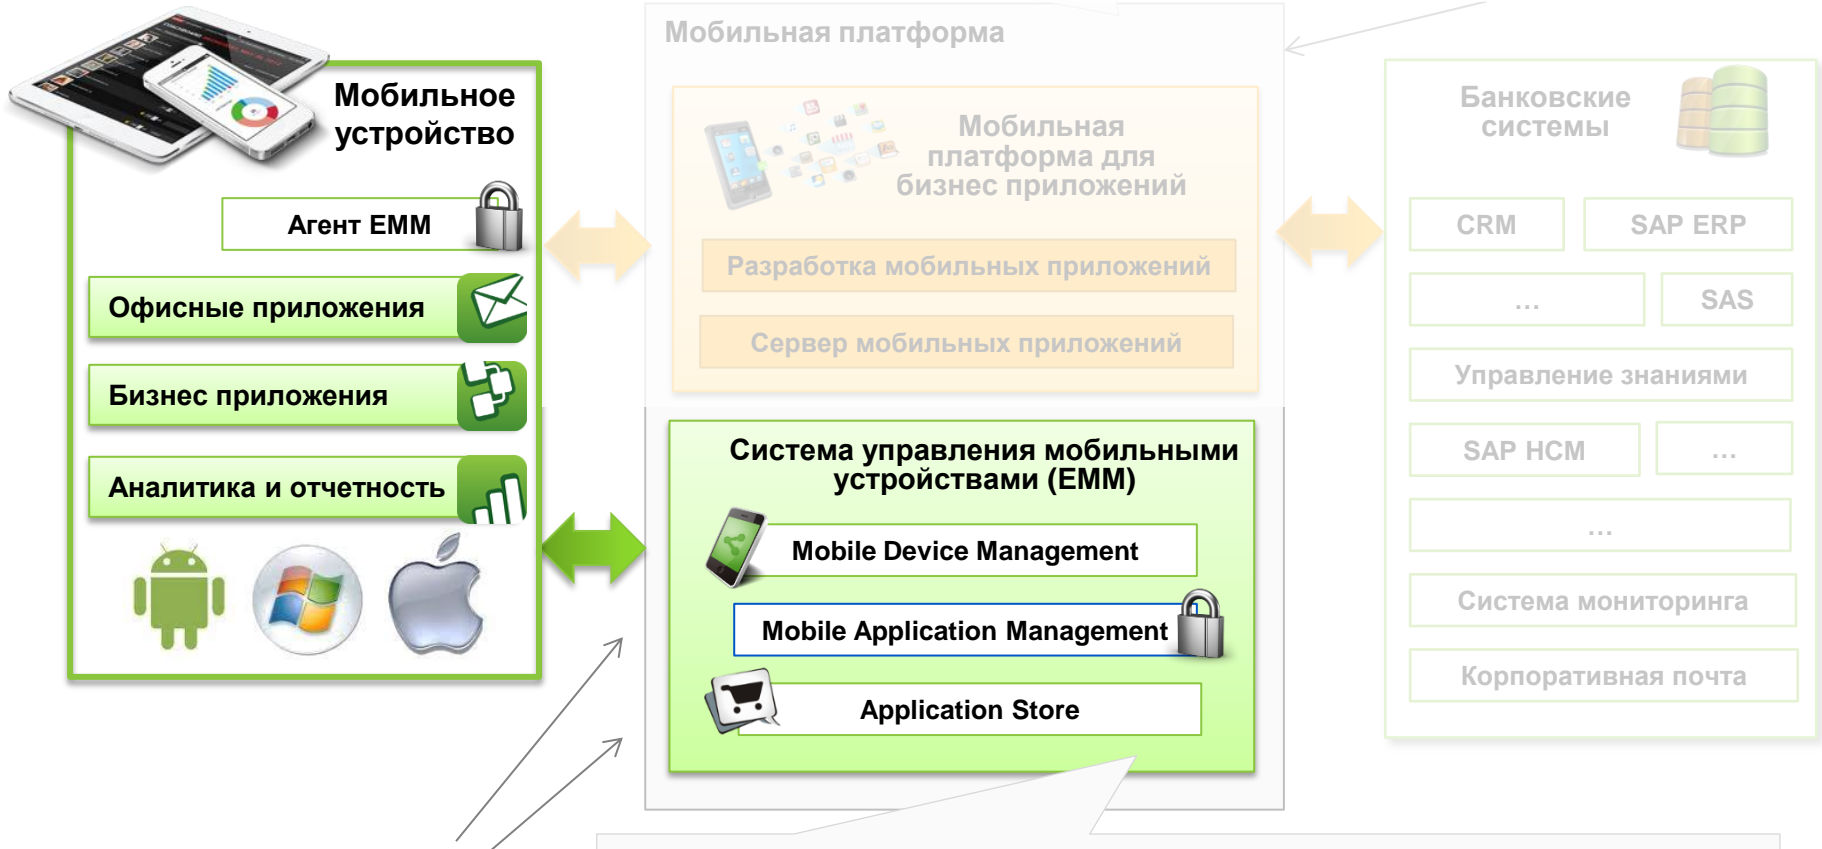 Мобильное
устройство
Агент EMM
Офисные приложения
Бизнес приложения
Аналитика и отчетность
Мобильная платформа
Мобильная
платформа для
бизнес приложений
Разработка мобильных приложений
Сервер мобильных приложений
Система управления мобильными
устройствами (EMM)
Mobile Device Management
Mobile Application Management
Application Store
Банковские
системы
CRM
SAP ERP
...
SAS
Управление знаниями
SAP HCM
...
...
Система мониторинга
Корпоративная почта